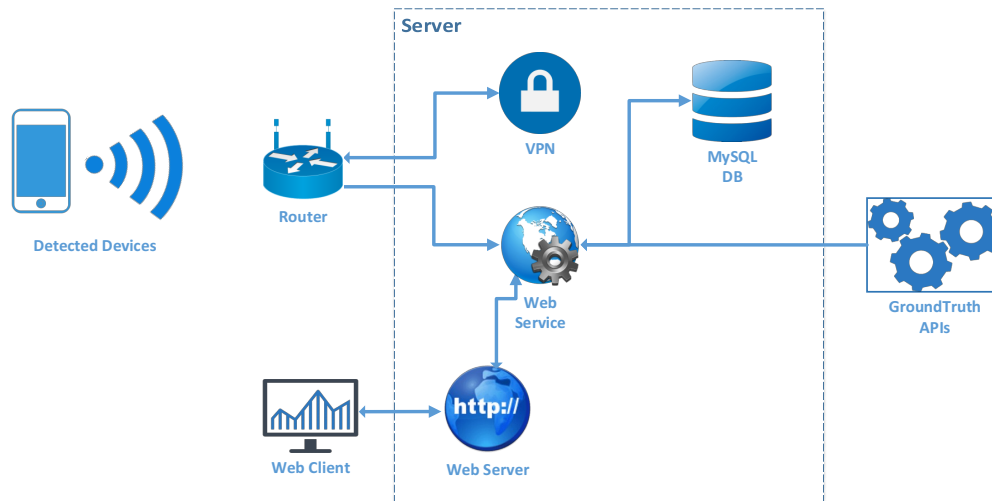 Server
VPN
MySQL
DB
Router
Detected Devices
Web
Service
GroundTruth
APIs
http://
Web Client
Web Server